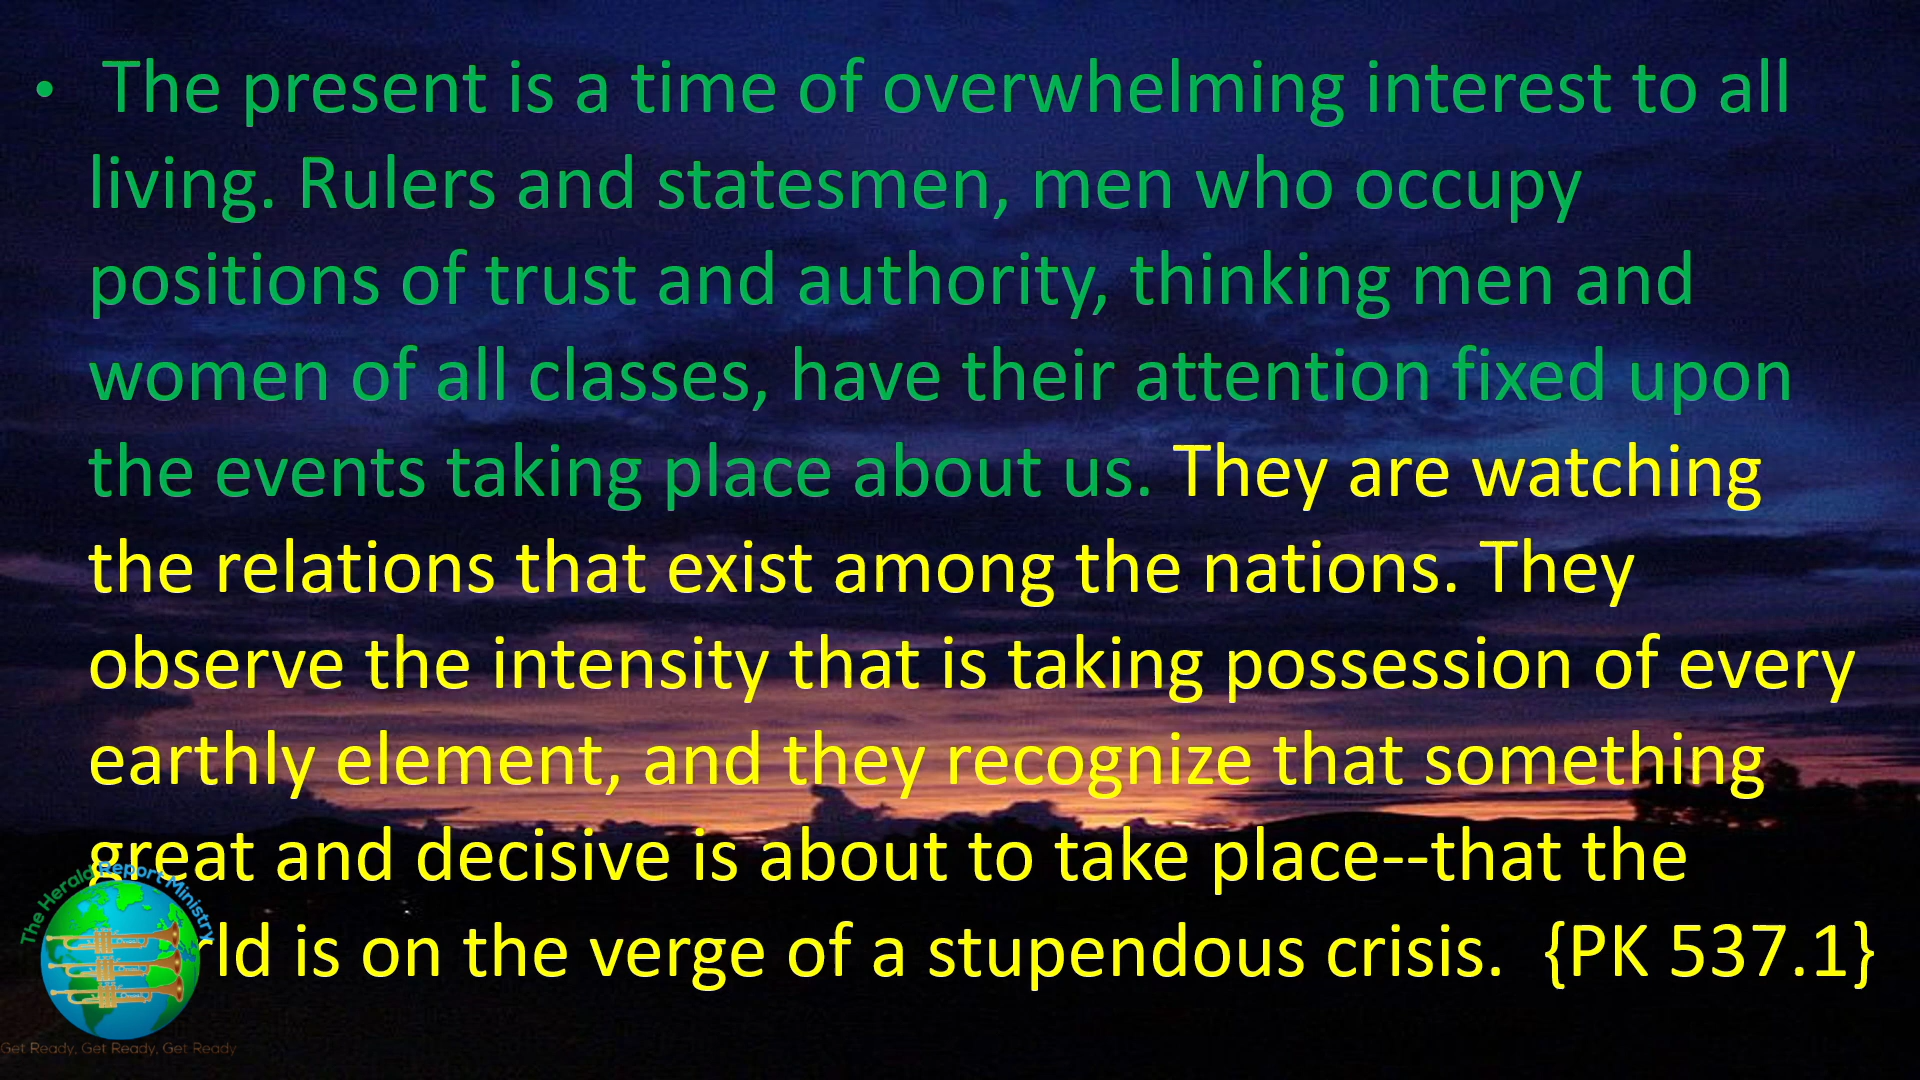 • The present is a time of overwhelming interest to all
living. Rulers and statesmen, men who occupy
positions of trust and authority, thinking men and
women of all classes, have their attention fixed upon
the events taking place about us. They are watching
the relations that exist among the nations. They
observe the intensity that is taking possession of every
earthly element, and they recognize that something
great and decisive is about to take place--that the
rld is on the verge of a stupendous crisis. {PK 537.1}
The Herald Report Ministry
Get Ready, Get Ready, Get Ready